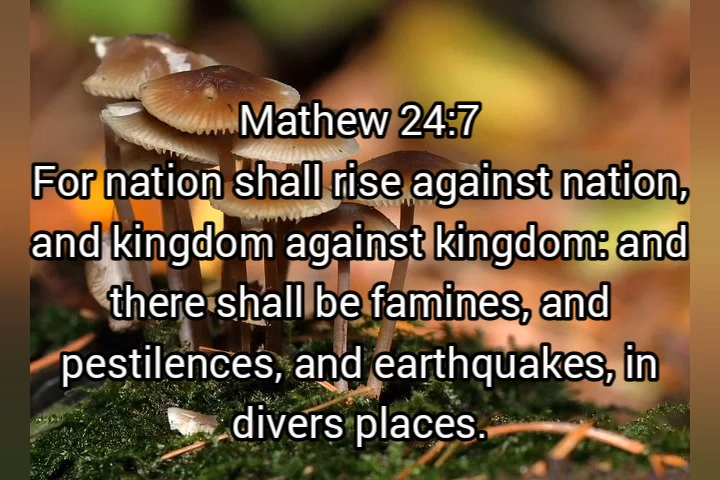 Mathew 24:7
For nation shall rise against nation,
and kingdom against kingdom: and
there shall be famines, and
pestilences, and earthquakes, in
divers places.